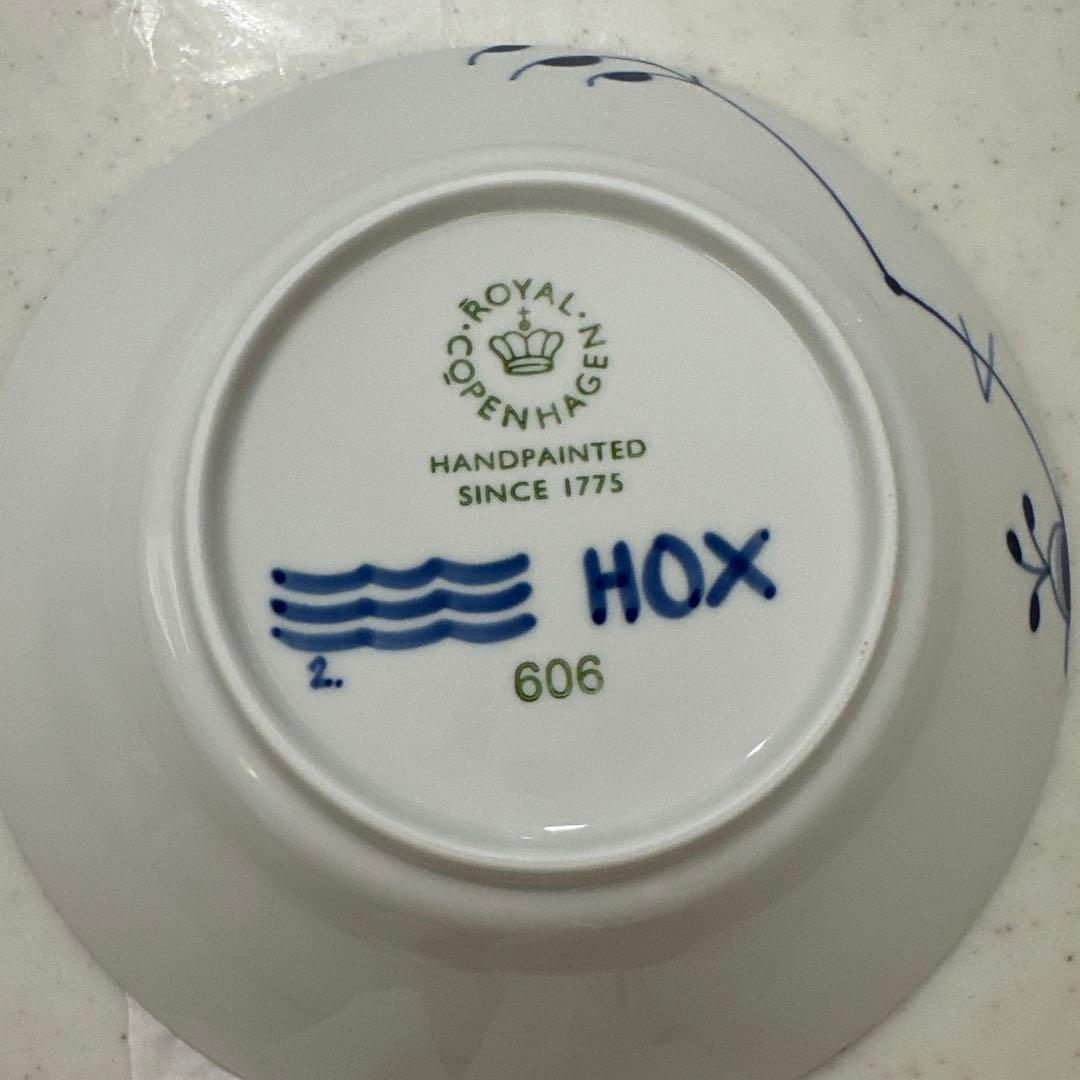 ROYAL · COPENHAGEN ·
HANDPAINTED
SINCE 1775
HOX
2..
606